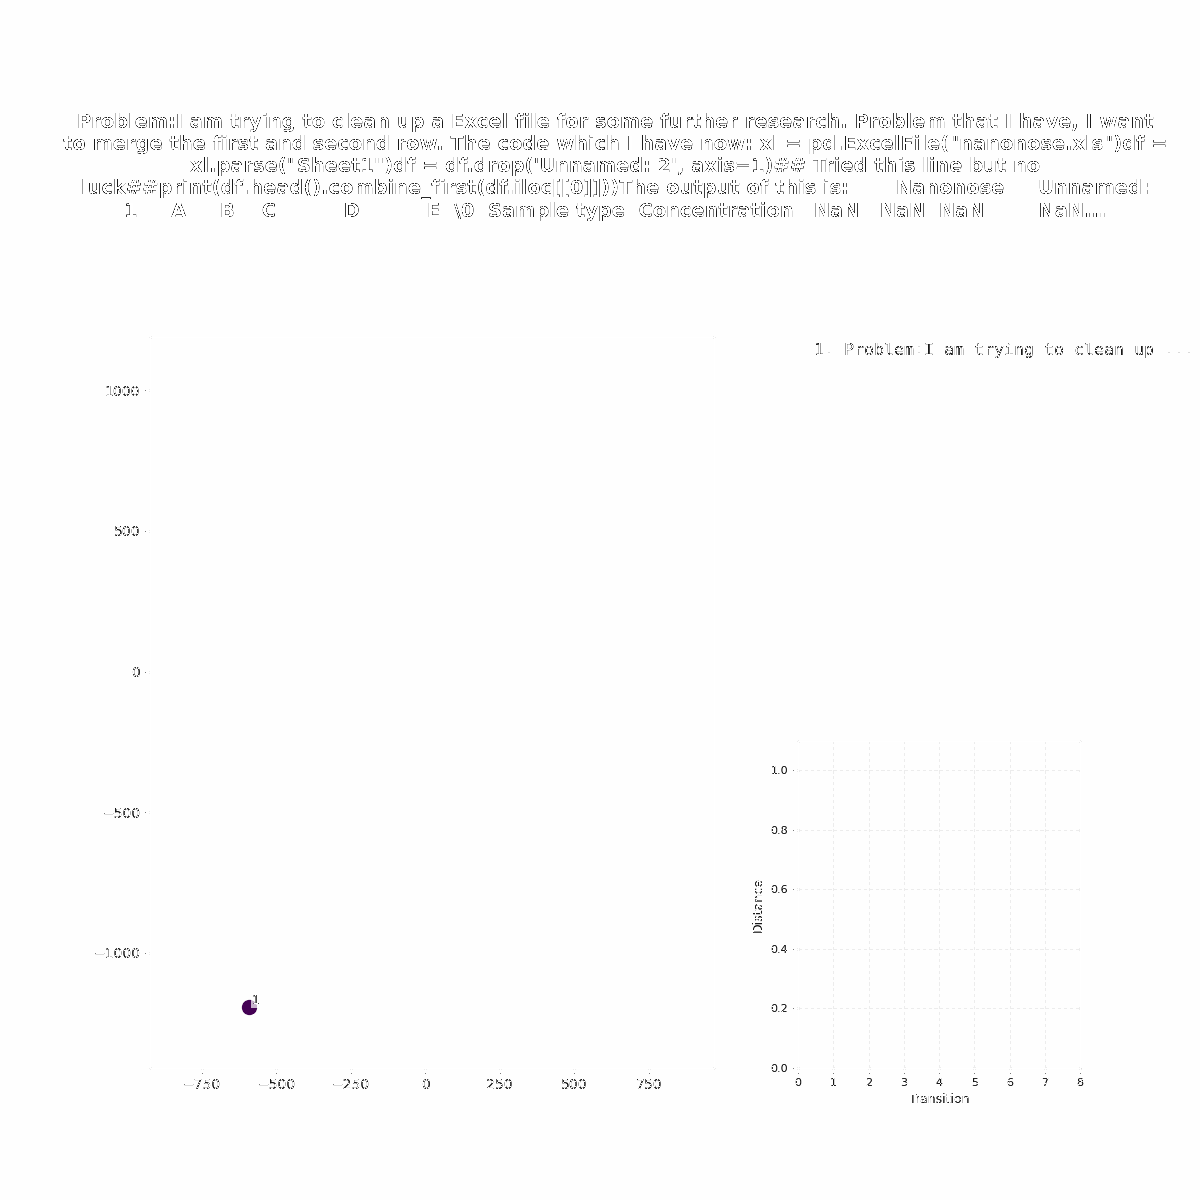 Problem:I am trying to clean up a Excel file for some further research. Problem that I have, I want
to merge the first and second row. The code which I have now: xl = pd.ExcelFile("nanonose.xls")df =
xl.parse("Sheet1")df = df.drop('Unnamed: 2', axis=1)## Tried this line but no
luck##print(df.head().combine_first(df.iloc[[0]]))The output of this is:      Nanonose     Unnamed:
1     A     B    C          D          E  \0  Sample type  Concentration   NaN   NaN  NaN        NaN...
1. Problem:I am trying to clean up ...
1000
500
0
−500
−1000
1
−750 −500 −250 0 250 500 750
1.0
0.8
0.6
0.4
0.2
0.0
Distance
0 1 2 3 4 5 6 7 8
Transition